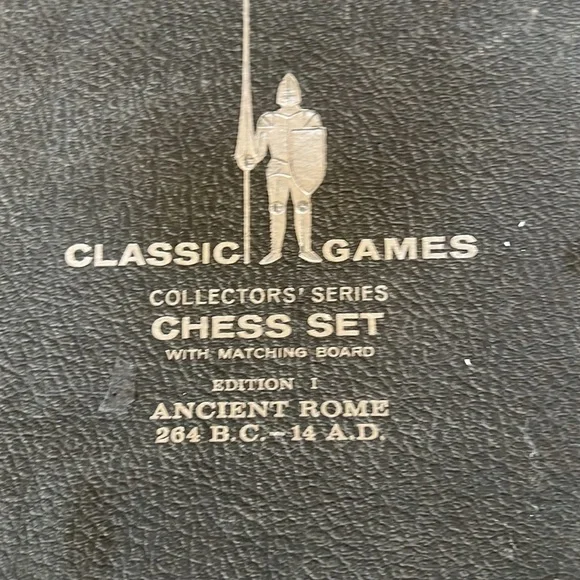 CLASSIC GAMES
COLLECTORS' SERIES
CHESS SET
WITH MATCHING BOARD
EDITION I
ANCIENT ROME
264 B.C.–14 A.D.